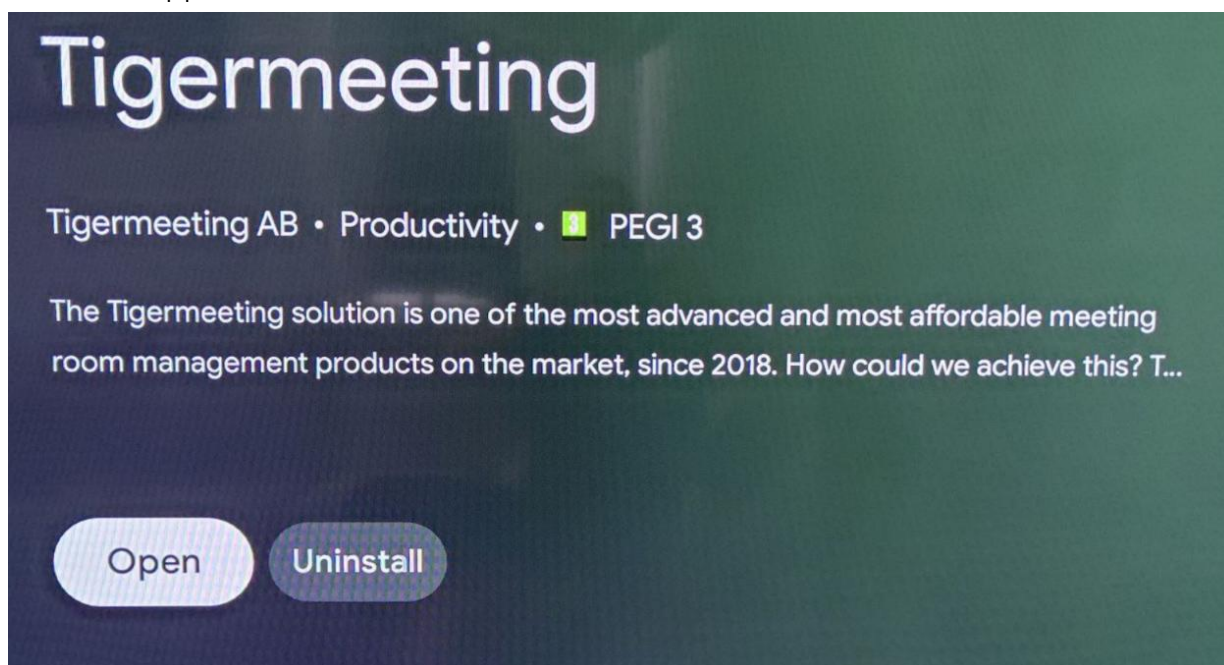 Tigermeeting
Tigermeeting AB • Productivity • 3 PEGI 3
The Tigermeeting solution is one of the most advanced and most affordable meeting
room management products on the market, since 2018. How could we achieve this? T...
Open Uninstall